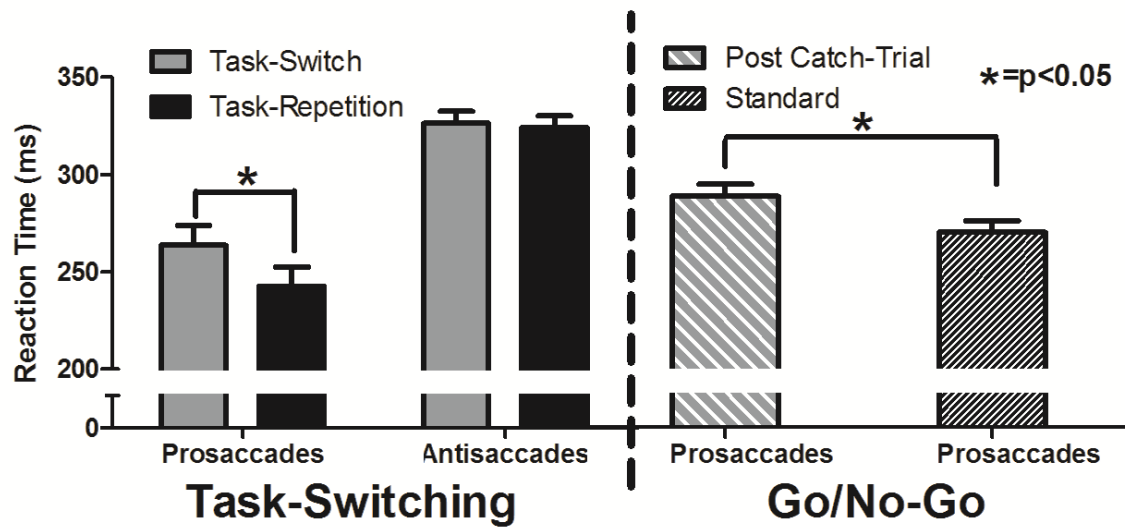 Task-Switch
Task-Repetition
Post Catch-Trial
Standard
*=p<0.05
350
300
250
200
0
Reaction Time (ms)
*
*
Prosaccades
Antisaccades
Prosaccades
Prosaccades
Task-Switching
Go/No-Go